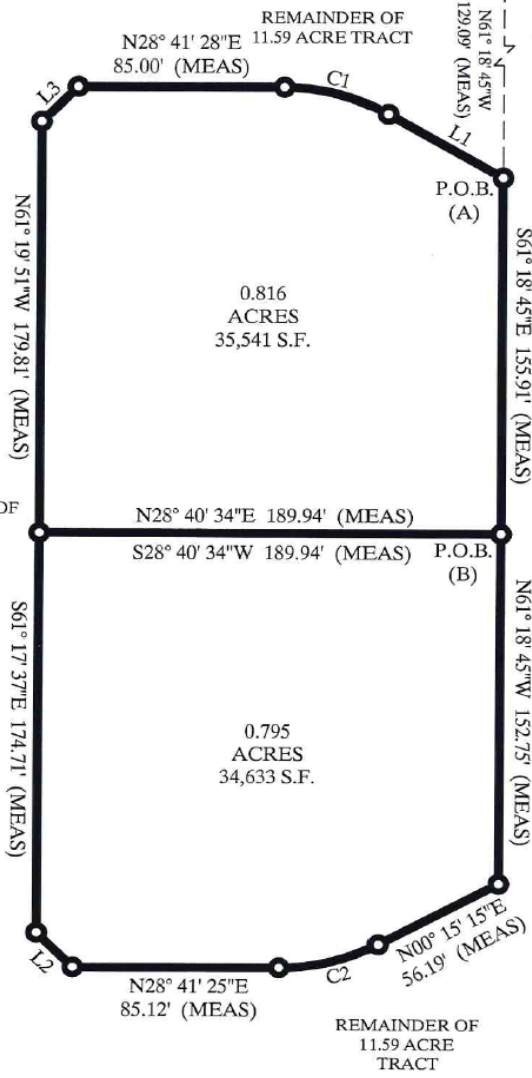 REMAINDER OF
11.59 ACRE TRACT
N28° 41' 28"E
85.00' (MEAS)
N61° 18' 45"W
129.09' (MEAS)
L3
C1
L1
P.O.B.
(A)
N61° 19' 51"W 179.81' (MEAS)
S61° 18' 45"E 155.91' (MEAS)
0.816
ACRES
35,541 S.F.
OF
N28° 40' 34"E 189.94' (MEAS)
S28° 40' 34"W 189.94' (MEAS)
P.O.B.
(B)
S61° 17' 37"E 174.71' (MEAS)
N61° 18' 45"W 152.75' (MEAS)
0.795
ACRES
34,633 S.F.
L2
N28° 41' 25"E
85.12' (MEAS)
C2
N00° 15' 15"E
56.19' (MEAS)
REMAINDER OF
11.59 ACRE
TRACT